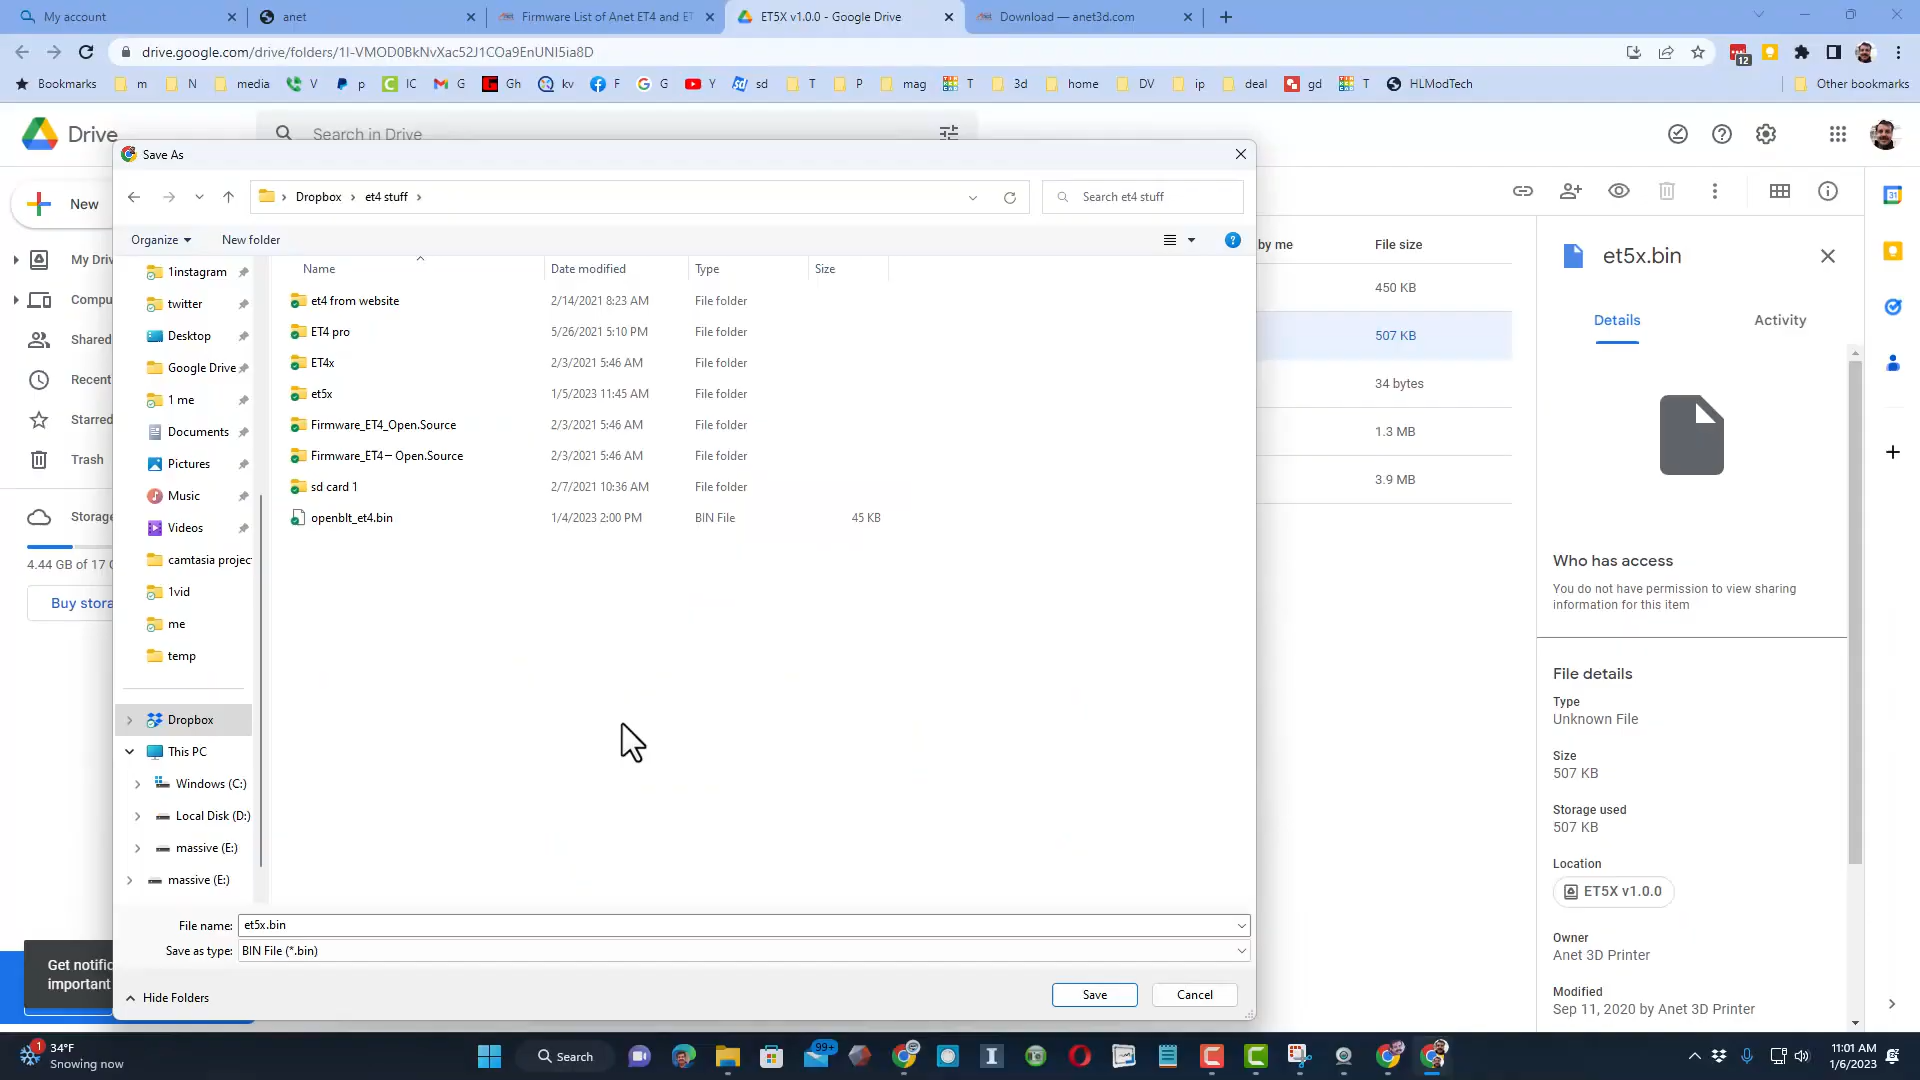 My account
anet
Firmware List of Anet ET4 and ET
ET5X v1.0.0 - Google Drive
Download — anet3d.com
drive.google.com/drive/folders/1l-VMOD0BkNvXac52J1COa9EnUNI5ia8D
12
Bookmarks m N media V p IC G Gh kv F G Y sd T P mag T 3d home DV ip deal gd T HLModTech Other bookmarks
Drive
Search in Drive
Save As
New
Dropbox › et4 stuff ›
Search et4 stuff
Organize
New folder
by me
File size
et5x.bin
My Driv
Compu
Shared
Recent
Starred
Trash
Storage
4.44 GB of 17 G
Buy stora
Get notific
important
1instagram
twitter
Desktop
Google Drive
1 me
Documents
Pictures
Music
Videos
camtasia projec
1vid
me
temp
Dropbox
This PC
Windows (C:)
Local Disk (D:)
massive (E:)
massive (E:)
Name Date modified Type Size
et4 from website 2/14/2021 8:23 AM File folder
ET4 pro 5/26/2021 5:10 PM File folder
ET4x 2/3/2021 5:46 AM File folder
et5x 1/5/2023 11:45 AM File folder
Firmware_ET4_Open.Source 2/3/2021 5:46 AM File folder
Firmware_ET4—Open.Source 2/3/2021 5:46 AM File folder
sd card 1 2/7/2021 10:36 AM File folder
openblt_et4.bin 1/4/2023 2:00 PM BIN File 45 KB
File name: et5x.bin
Save as type: BIN File (*.bin)
Hide Folders
Save
Cancel
450 KB
507 KB
34 bytes
1.3 MB
3.9 MB
Details
Activity
Who has access
You do not have permission to view sharing
information for this item
File details
Type
Unknown File
Size
507 KB
Storage used
507 KB
Location
ET5X v1.0.0
Owner
Anet 3D Printer
Modified
Sep 11, 2020 by Anet 3D Printer
31
1
34°F
Snowing now
Search
99+
11:01 AM
1/6/2023